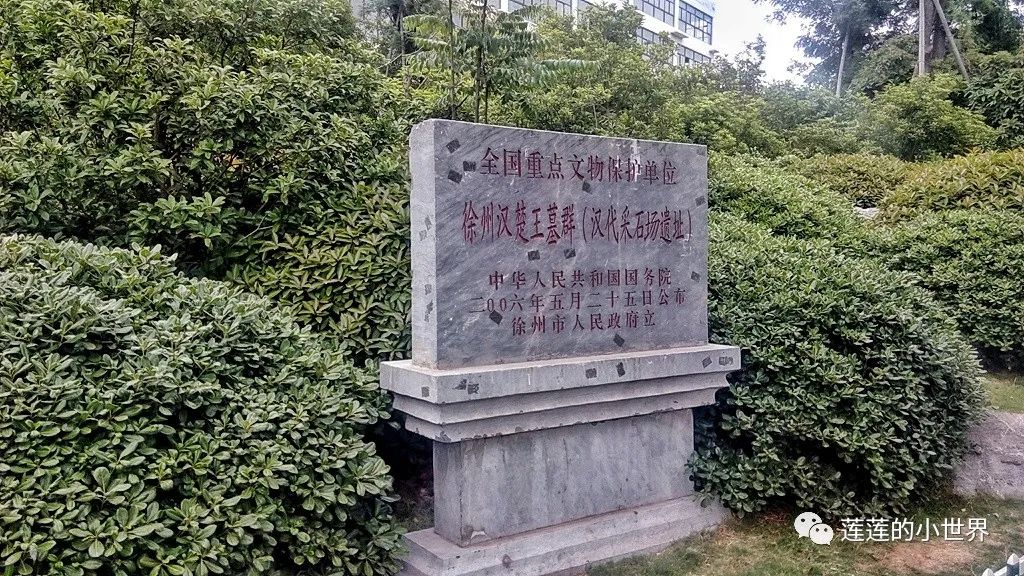 全国重点文物保护单位
徐州汉楚王墓群（汉代采石场遗址）
中华人民共和国国务院
二00六年五月二十五日公布
徐州市人民政府立
莲莲的小世界